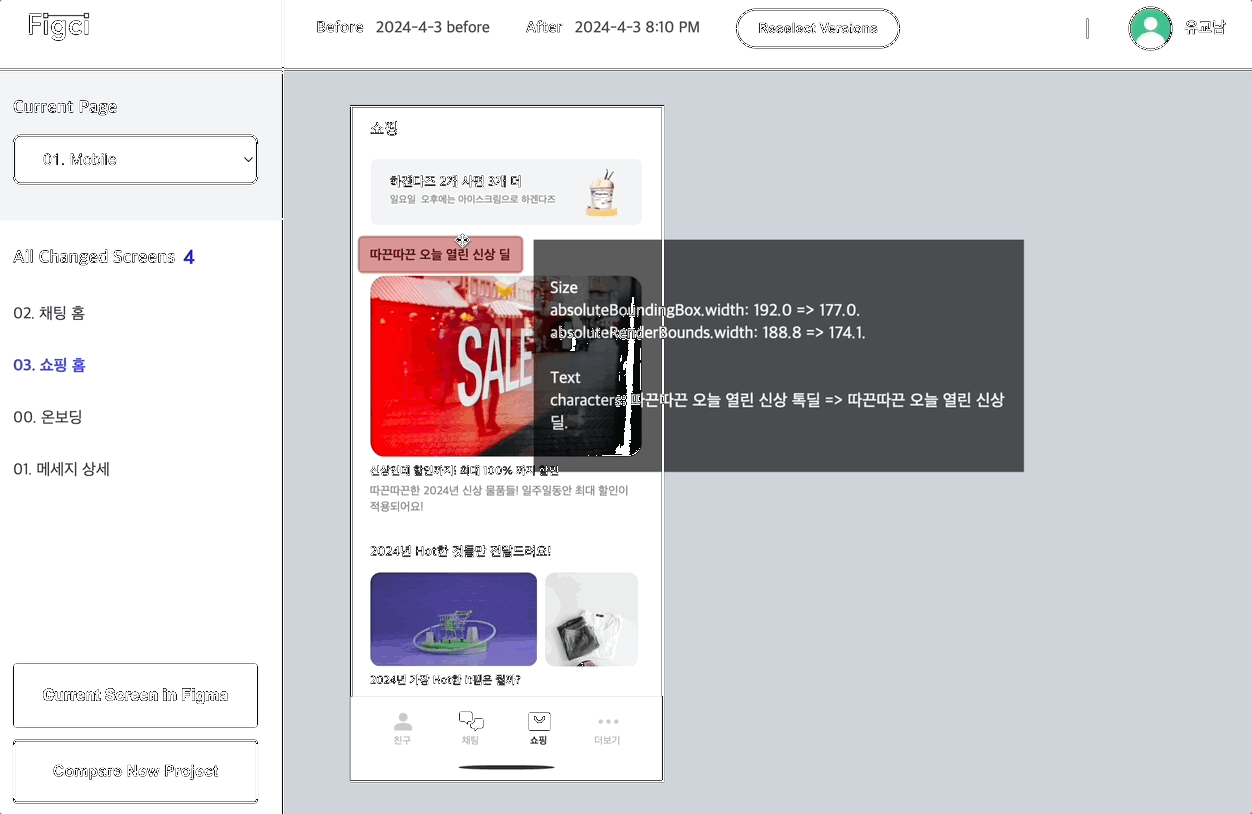 Figci
Before 2024-4-3 before After 2024-4-3 8:10 PM Reselect Versions
유교남
Current Page
01. Mobile
All Changed Screens 4
02. 채팅 홈
03. 쇼핑 홈
00. 온보딩
01. 메세지 상세
Current Screen in Figma
Compare New Project
쇼핑
하겐다즈 2개 사면 3개 더
일요일 오후에는 아이스크림으로 하겐다즈
따끈따끈 오늘 열린 신상 딜
SALE
Size
absoluteBoundingBox.width: 192.0 => 177.0.
absoluteRenderBounds.width: 188.8 => 174.1.
Text
characters: 따끈따끈 오늘 열린 신상 톡딜 => 따끈따끈 오늘 열린 신상
딜.
신상인데 할인까지! 최대 100% 까지 할인
따끈따끈한 2024년 신상 물품들! 일주일동안 최대 할인이
적용되어요!
2024년 Hot한 것들만 전달드려요!
2024년 가장 Hot한 it템은 뭘까?
친구
채팅
쇼핑
더보기